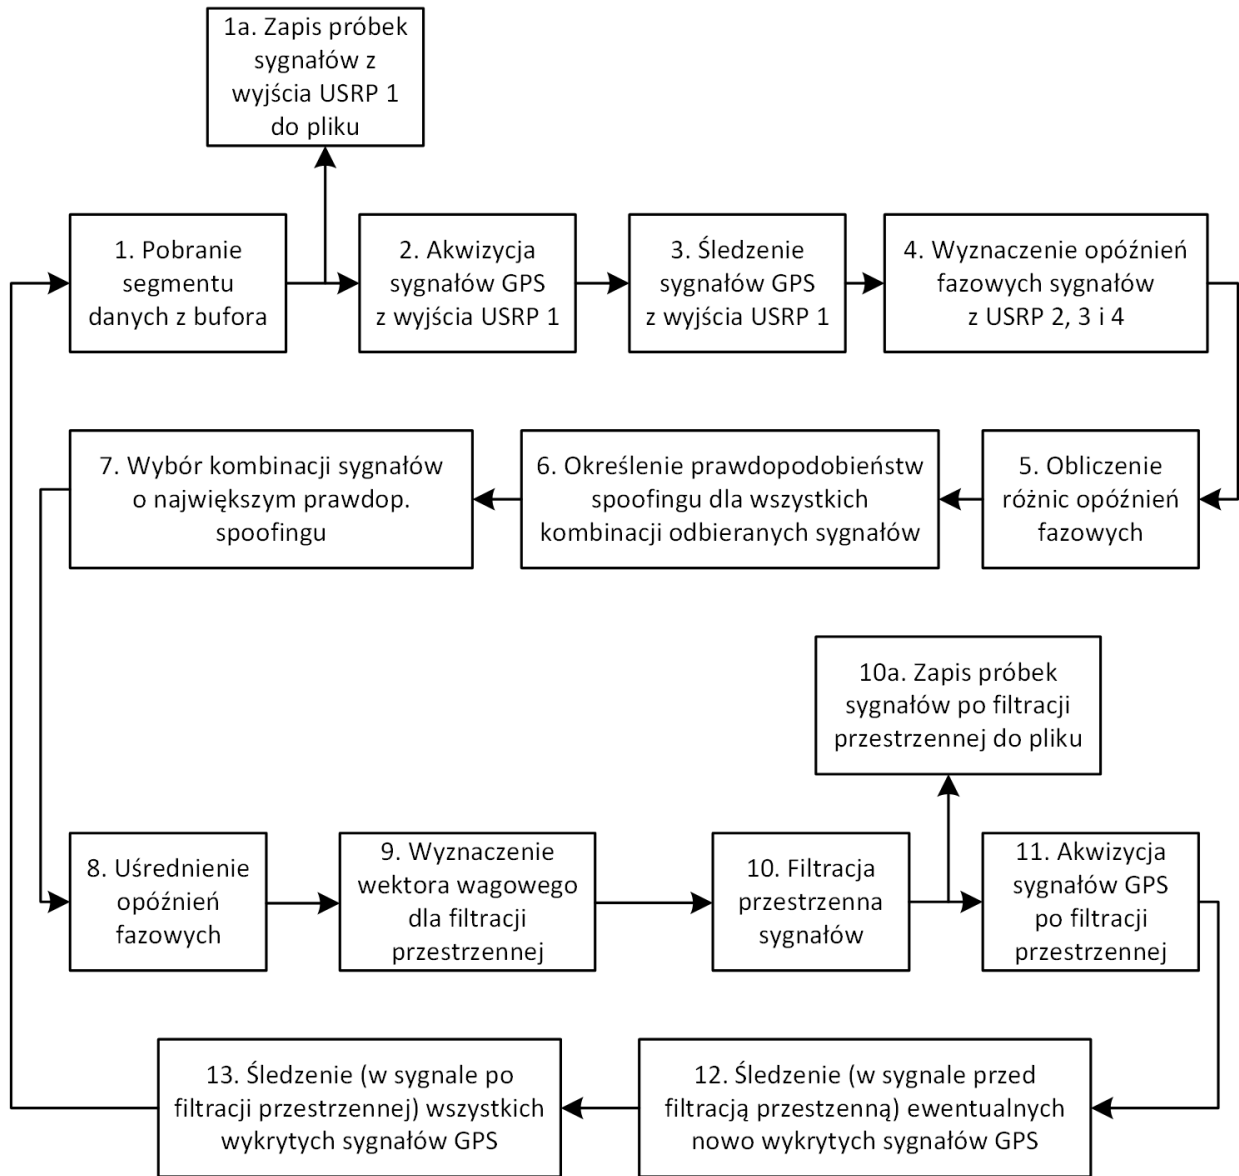 1a. Zapis próbek
sygnałów z
wyjścia USRP 1
do pliku
1. Pobranie
segmentu
danych z bufora
2. Akwizycja
sygnałów GPS
z wyjścia USRP 1
3. Śledzenie
sygnałów GPS
z wyjścia USRP 1
4. Wyznaczenie opóźnień
fazowych sygnałów
z USRP 2, 3 i 4
5. Obliczenie
różnic opóźnień
fazowych
6. Określenie prawdopodobieństw
spoofingu dla wszystkich
kombinacji odbieranych sygnałów
7. Wybór kombinacji sygnałów
o największym prawdop.
spoofingu
8. Uśrednienie
opóźnień
fazowych
9. Wyznaczenie
wektora wagowego
dla filtracji
przestrzennej
10. Filtracja
przestrzenna
sygnałów
10a. Zapis próbek
sygnałów po filtracji
przestrzennej do pliku
11. Akwizycja
sygnałów GPS
po filtracji
przestrzennej
12. Śledzenie (w sygnale przed
filtracją przestzenną) ewentualnych
nowo wykrytych sygnałów GPS
13. Śledzenie (w sygnale po
filtracji przestrzennej) wszystkich
wykrytych sygnałów GPS